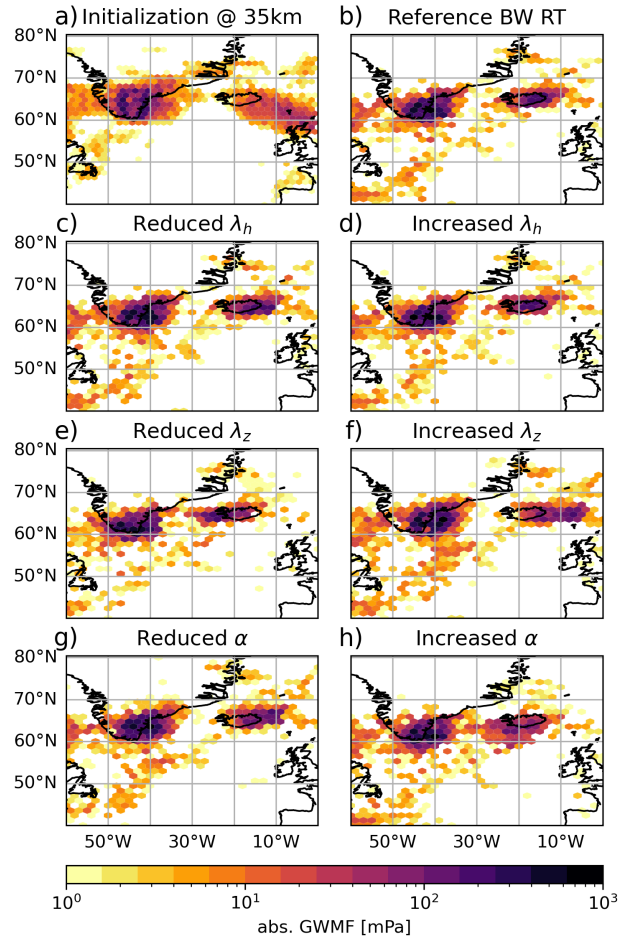 a) Initialization @ 35km
b) Reference BW RT
80°N
70°N
60°N
50°N
c) Reduced λh
d) Increased λh
80°N
70°N
60°N
50°N
e) Reduced λz
f) Increased λz
80°N
70°N
60°N
50°N
g) Reduced α
h) Increased α
80°N
70°N
60°N
50°N
50°W 30°W 10°W 50°W 30°W 10°W
10⁰ 10¹ 10² 10³
abs. GWMF [mPa]